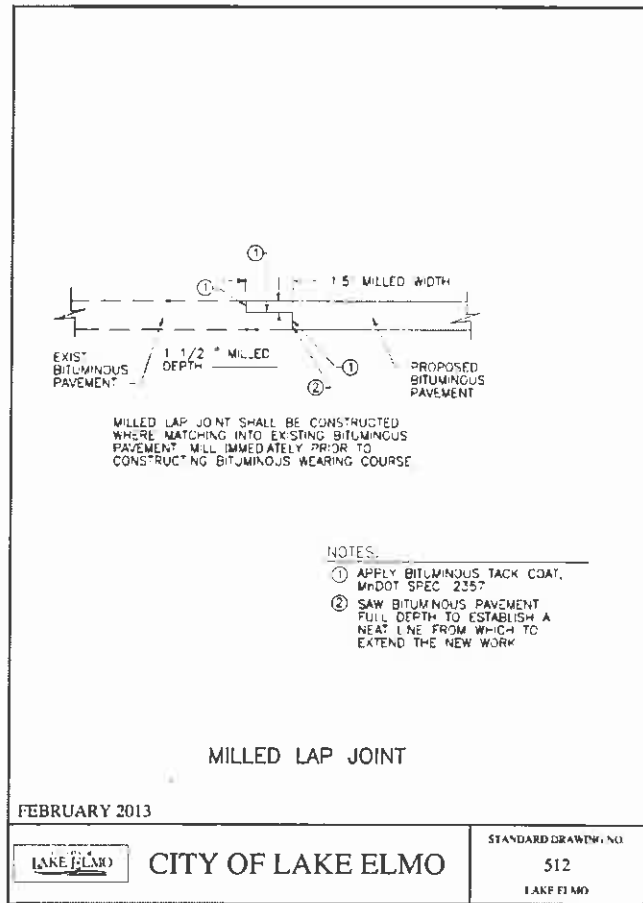 ①
① 1.5' MILLED WIDTH
EXIST
BITUMINOUS
PAVEMENT
1 1/2 " MILLED
DEPTH
①
②
PROPOSED
BITUMINOUS
PAVEMENT
MILLED LAP JOINT SHALL BE CONSTRUCTED
WHERE MATCHING INTO EXISTING BITUMINOUS
PAVEMENT. MILL IMMEDIATELY PRIOR TO
CONSTRUCTING BITUMINOUS WEARING COURSE
NOTES:
① APPLY BITUMINOUS TACK COAT,
MnDOT SPEC 2357
② SAW BITUMINOUS PAVEMENT
FULL DEPTH TO ESTABLISH A
NEAT LINE FROM WHICH TO
EXTEND THE NEW WORK
MILLED LAP JOINT
FEBRUARY 2013
LAKE ELMO
CITY OF LAKE ELMO
STANDARD DRAWING NO.
512
LAKE ELMO